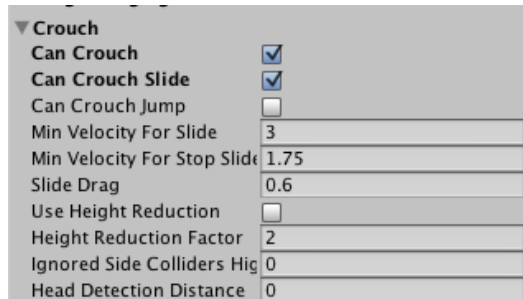 Crouch
Can Crouch
Can Crouch Slide
Can Crouch Jump
Min Velocity For Slide 3
Min Velocity For Stop Slide 1.75
Slide Drag 0.6
Use Height Reduction
Height Reduction Factor 2
Ignored Side Colliders Hig 0
Head Detection Distance 0